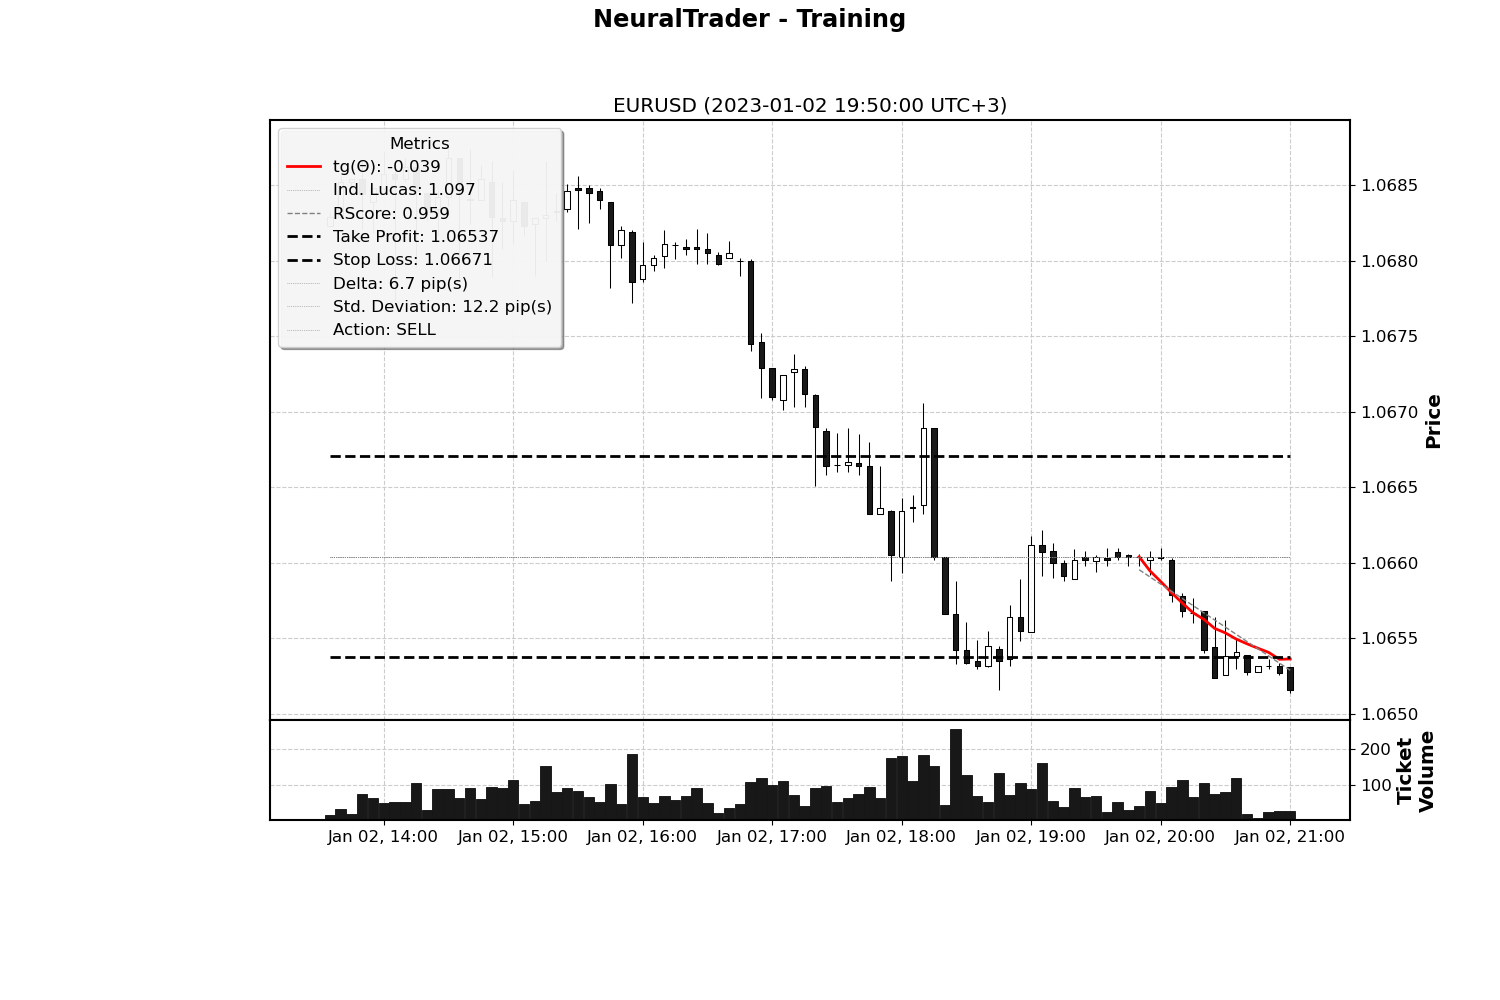 NeuralTrader - Training
EURUSD (2023-01-02 19:50:00 UTC+3)
Metrics
tg(Θ): -0.039
Ind. Lucas: 1.097
RScore: 0.959
Take Profit: 1.06537
Stop Loss: 1.06671
Delta: 6.7 pip(s)
Std. Deviation: 12.2 pip(s)
Action: SELL
1.0685
1.0680
1.0675
1.0670
1.0665
1.0660
1.0655
1.0650
Price
200
100
Ticket
Volume
Jan 02, 14:00
Jan 02, 15:00
Jan 02, 16:00
Jan 02, 17:00
Jan 02, 18:00
Jan 02, 19:00
Jan 02, 20:00
Jan 02, 21:00